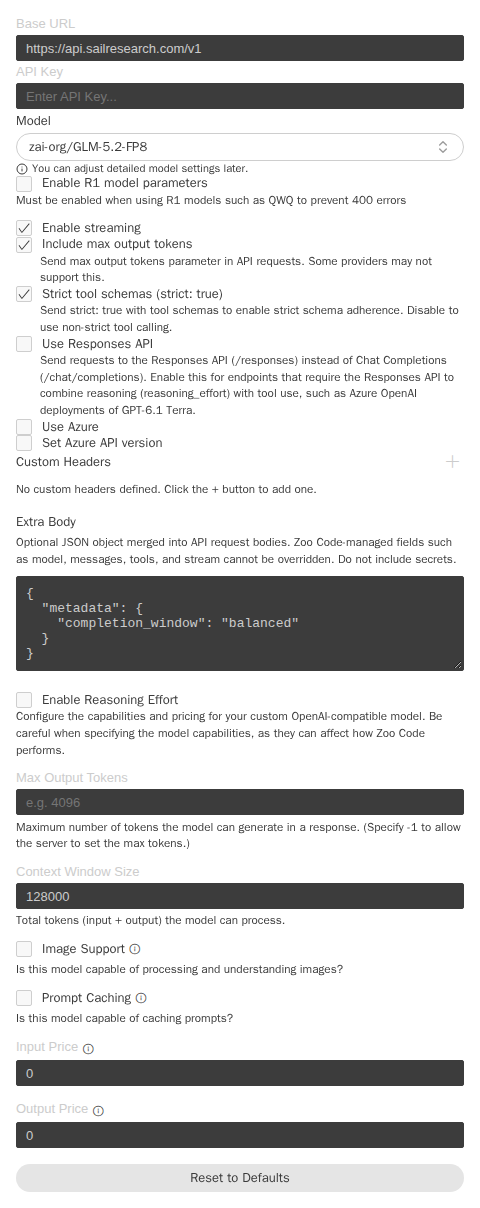 Base URL
https://api.sailresearch.com/v1
API Key
Enter API Key...
Model
zai-org/GLM-5.2-FP8
You can adjust detailed model settings later.
Enable R1 model parameters
Must be enabled when using R1 models such as QWQ to prevent 400 errors
Enable streaming
Include max output tokens
Send max output tokens parameter in API requests. Some providers may not
support this.
Strict tool schemas (strict: true)
Send strict: true with tool schemas to enable strict schema adherence. Disable to
use non-strict tool calling.
Use Responses API
Send requests to the Responses API (/responses) instead of Chat Completions
(/chat/completions). Enable this for endpoints that require the Responses API to
combine reasoning (reasoning_effort) with tool use, such as Azure OpenAI
deployments of GPT-6.1 Terra.
Use Azure
Set Azure API version
Custom Headers
No custom headers defined. Click the + button to add one.
Extra Body
Optional JSON object merged into API request bodies. Zoo Code-managed fields such
as model, messages, tools, and stream cannot be overridden. Do not include secrets.
{
  "metadata": {
    "completion_window": "balanced"
  }
}
Enable Reasoning Effort
Configure the capabilities and pricing for your custom OpenAI-compatible model. Be
careful when specifying the model capabilities, as they can affect how Zoo Code
performs.
Max Output Tokens
e.g. 4096
Maximum number of tokens the model can generate in a response. (Specify -1 to allow
the server to set the max tokens.)
Context Window Size
128000
Total tokens (input + output) the model can process.
Image Support
Is this model capable of processing and understanding images?
Prompt Caching
Is this model capable of caching prompts?
Input Price
0
Output Price
0
Reset to Defaults